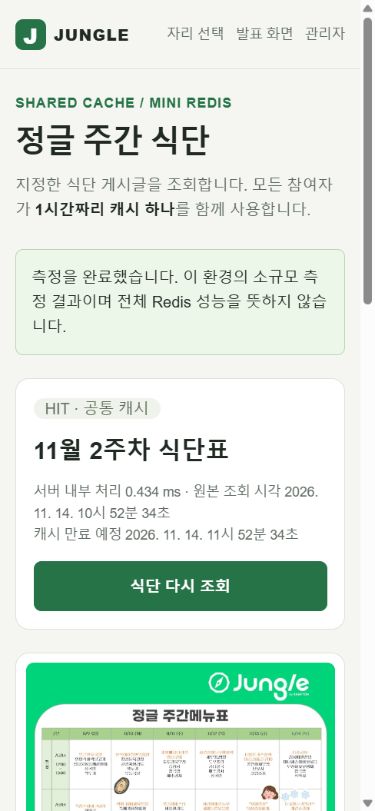 J JUNGLE 자리 선택 발표 화면 관리자
SHARED CACHE / MINI REDIS
정글 주간 식단
지정한 식단 게시글을 조회합니다. 모든 참여자
가 1시간짜리 캐시 하나를 함께 사용합니다.
측정을 완료했습니다. 이 환경의 소규모 측
정 결과이며 전체 Redis 성능을 뜻하지 않습
니다.
HIT · 공통 캐시
11월 2주차 식단표
서버 내부 처리 0.434 ms · 원본 조회 시각 2026.
11. 14. 10시 52분 34초
캐시 만료 예정 2026. 11. 14. 11시 52분 34초
식단 다시 조회
Jungle
정글 주간메뉴표